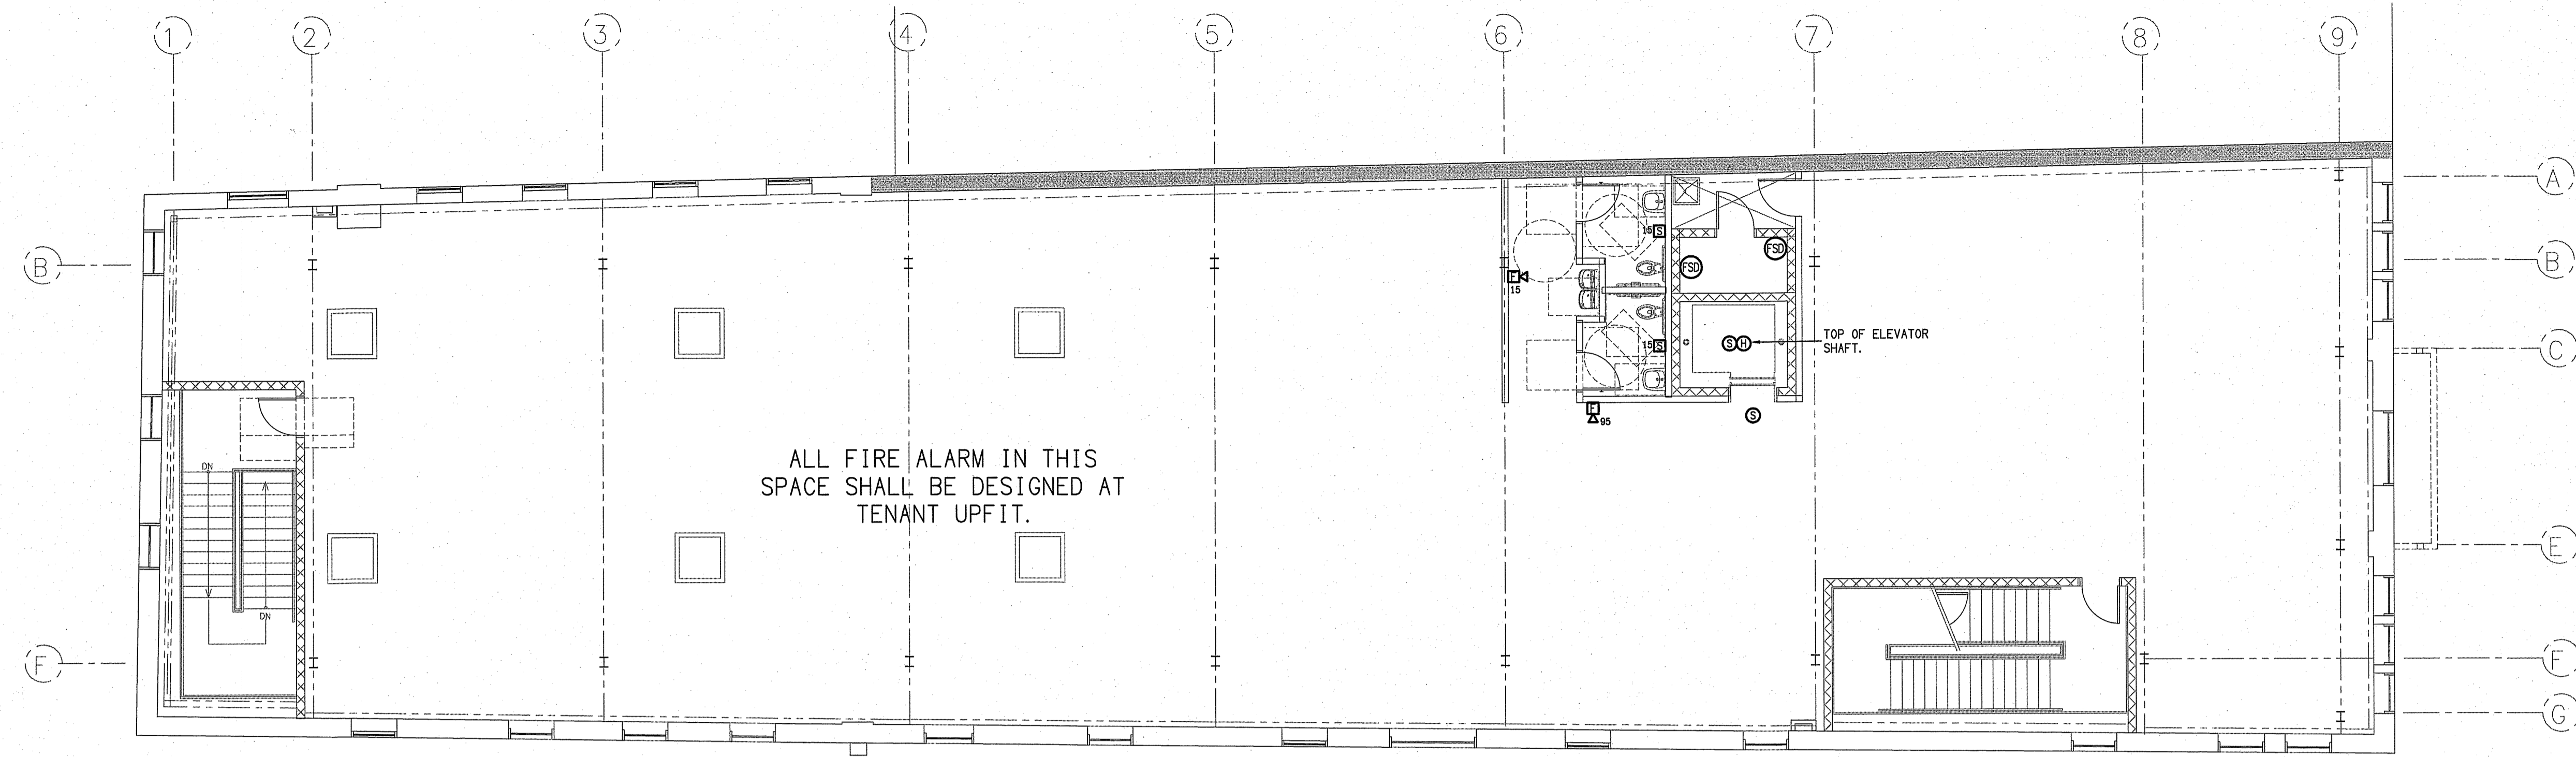 1
2
3
4
5
6
7
8
9
A
B
B
FSD
FSD
15 S
F
15
S H
TOP OF ELEVATOR
SHAFT.
15 S
C
F
95
S
ALL FIRE ALARM IN THIS
SPACE SHALL BE DESIGNED AT
TENANT UPFIT.
DN
DN
E
F
F
G